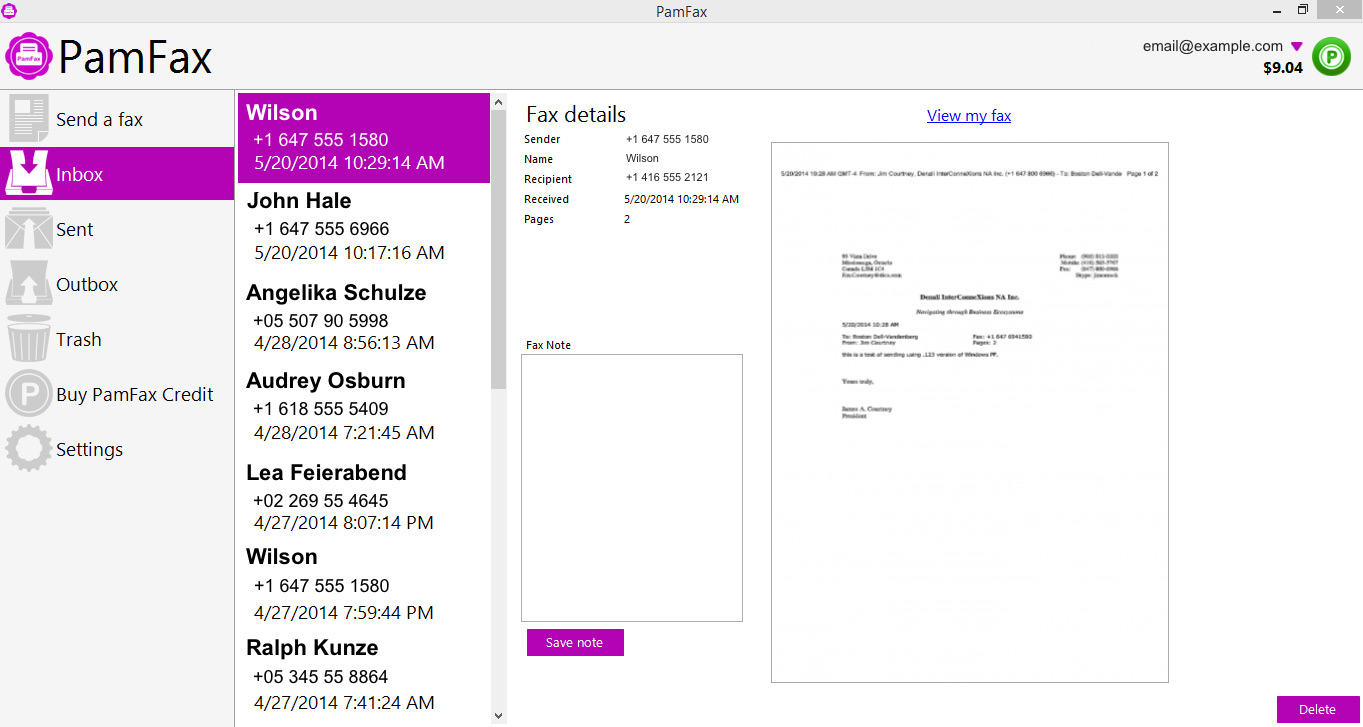 PamFax
PamFax
PamFax
email@example.com
$9.04
P
Send a fax
Inbox
Sent
Outbox
Trash
P
Buy PamFax Credit
Settings
Wilson
+1 647 555 1580
5/20/2014 10:29:14 AM
John Hale
+1 647 555 6966
5/20/2014 10:17:16 AM
Angelika Schulze
+05 507 90 5998
4/28/2014 8:56:13 AM
Audrey Osburn
+1 618 555 5409
4/28/2014 7:21:45 AM
Lea Feierabend
+02 269 55 4645
4/27/2014 8:07:14 PM
Wilson
+1 647 555 1580
4/27/2014 7:59:44 PM
Ralph Kunze
+05 345 55 8864
4/27/2014 7:41:24 AM
Fax details
Sender +1 647 555 1580
Name Wilson
Recipient +1 416 555 2121
Received 5/20/2014 10:29:14 AM
Pages 2
Fax Note
Save note
View my fax
5/20/2014 10:28 AM GMT-4 From: Jim Courtney, Denali InterConneXions NA Inc. (+1 647 800 6966) - To: Boston Dell-Vande Page 1 of 2
Mississauga, Ontario
Canada
Phone:
Mobile:
Fax:
Skype:
Denali InterConneXions NA Inc.
Navigating through Business Ecosystems
5/20/2014 10:28 AM
To: Boston Dell-Vandenberg Fax: +1 647
From: Jim Courtney Pages: 2
this is a test of sending using .123 version of Windows PF.
Yours truly,
James A. Courtney
President
Delete